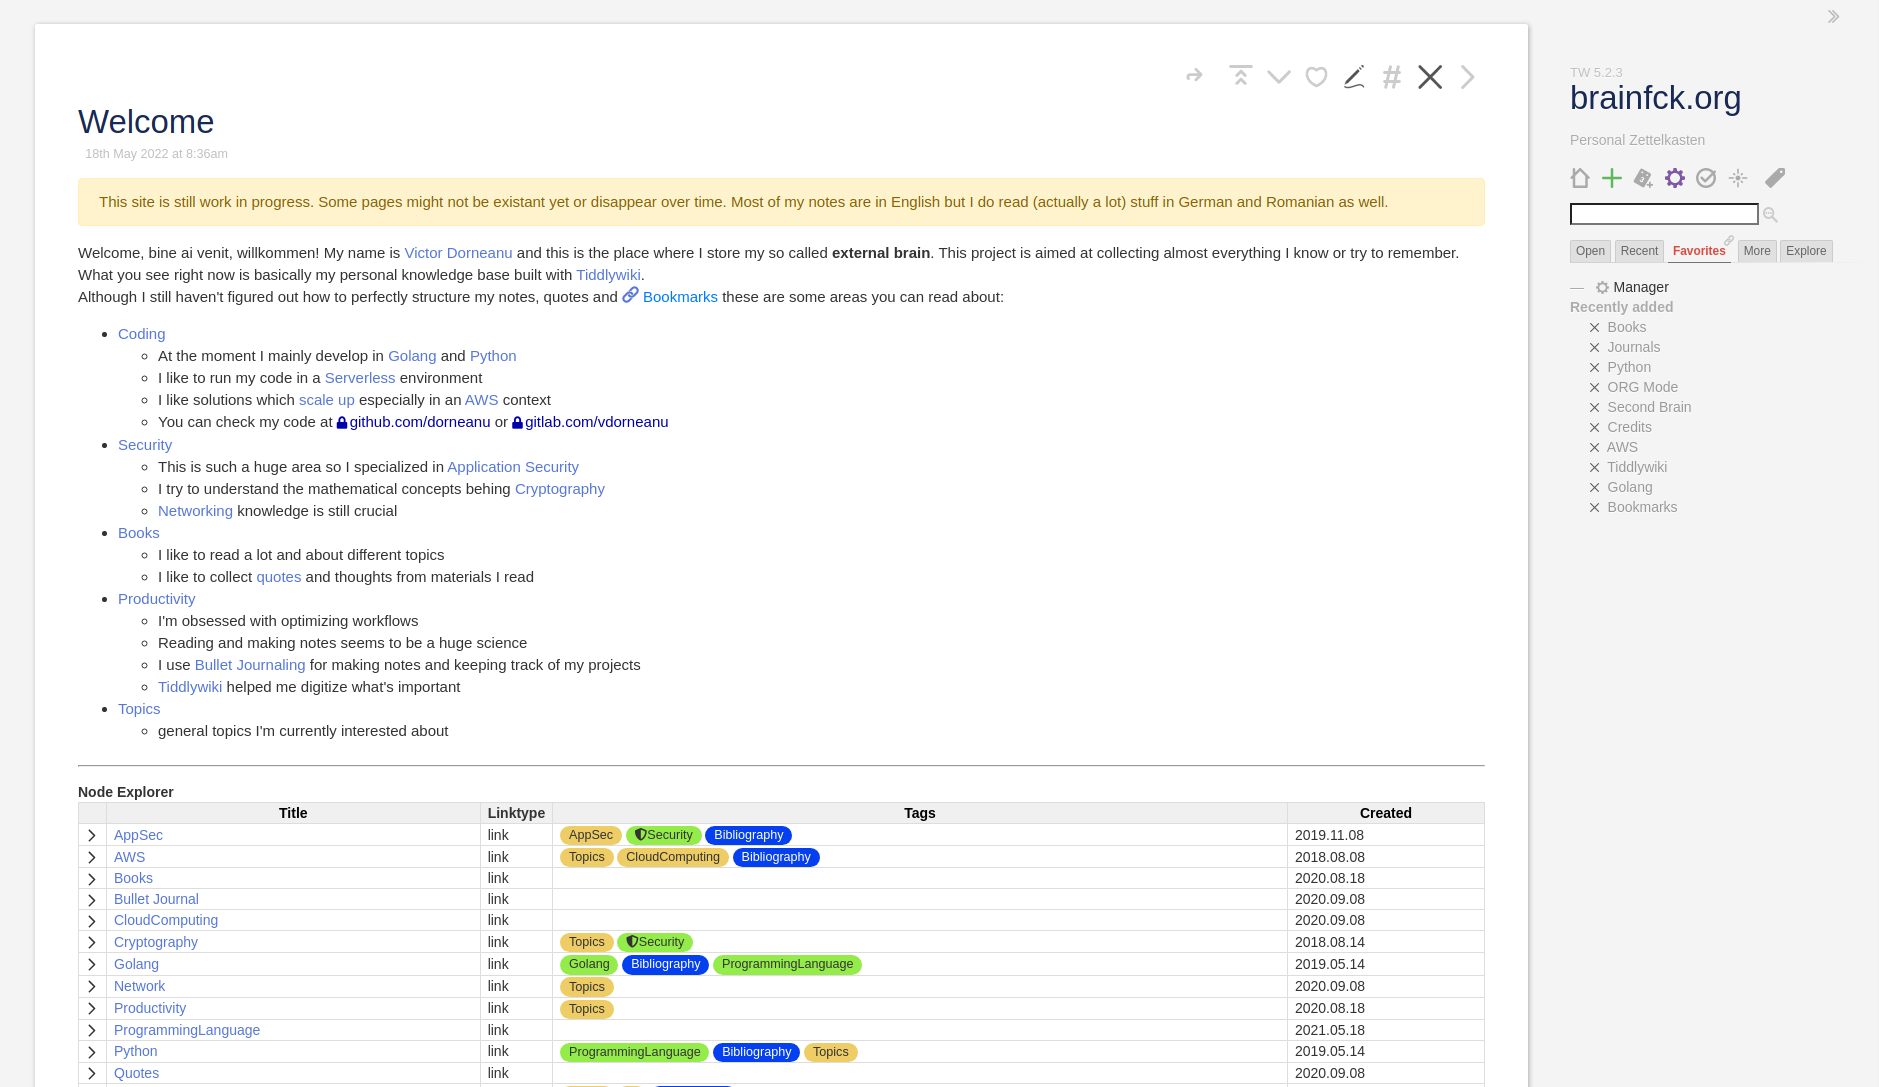 Welcome
18th May 2022 at 8:36am
This site is still work in progress. Some pages might not be existant yet or disappear over time. Most of my notes are in English but I do read (actually a lot) stuff in German and Romanian as well.
Welcome, bine ai venit, willkommen! My name is Victor Dorneanu and this is the place where I store my so called external brain. This project is aimed at collecting almost everything I know or try to remember.
What you see right now is basically my personal knowledge base built with Tiddlywiki.
Although I still haven't figured out how to perfectly structure my notes, quotes and Bookmarks these are some areas you can read about:
Coding
At the moment I mainly develop in Golang and Python
I like to run my code in a Serverless environment
I like solutions which scale up especially in an AWS context
You can check my code at github.com/dorneanu or gitlab.com/vdorneanu
Security
This is such a huge area so I specialized in Application Security
I try to understand the mathematical concepts behing Cryptography
Networking knowledge is still crucial
Books
I like to read a lot and about different topics
I like to collect quotes and thoughts from materials I read
Productivity
I'm obsessed with optimizing workflows
Reading and making notes seems to be a huge science
I use Bullet Journaling for making notes and keeping track of my projects
Tiddlywiki helped me digitize what's important
Topics
general topics I'm currently interested about
Node Explorer
Title Linktype Tags Created
AppSec link AppSec Security Bibliography 2019.11.08
AWS link Topics CloudComputing Bibliography 2018.08.08
Books link 2020.08.18
Bullet Journal link 2020.09.08
CloudComputing link 2020.09.08
Cryptography link Topics Security 2018.08.14
Golang link Golang Bibliography ProgrammingLanguage 2019.05.14
Network link Topics 2020.09.08
Productivity link Topics 2020.08.18
ProgrammingLanguage link 2021.05.18
Python link ProgrammingLanguage Bibliography Topics 2019.05.14
Quotes link 2020.09.08
TW 5.2.3
brainfck.org
Personal Zettelkasten
Open Recent Favorites More Explore
— Manager
Recently added
Books
Journals
Python
ORG Mode
Second Brain
Credits
AWS
Tiddlywiki
Golang
Bookmarks